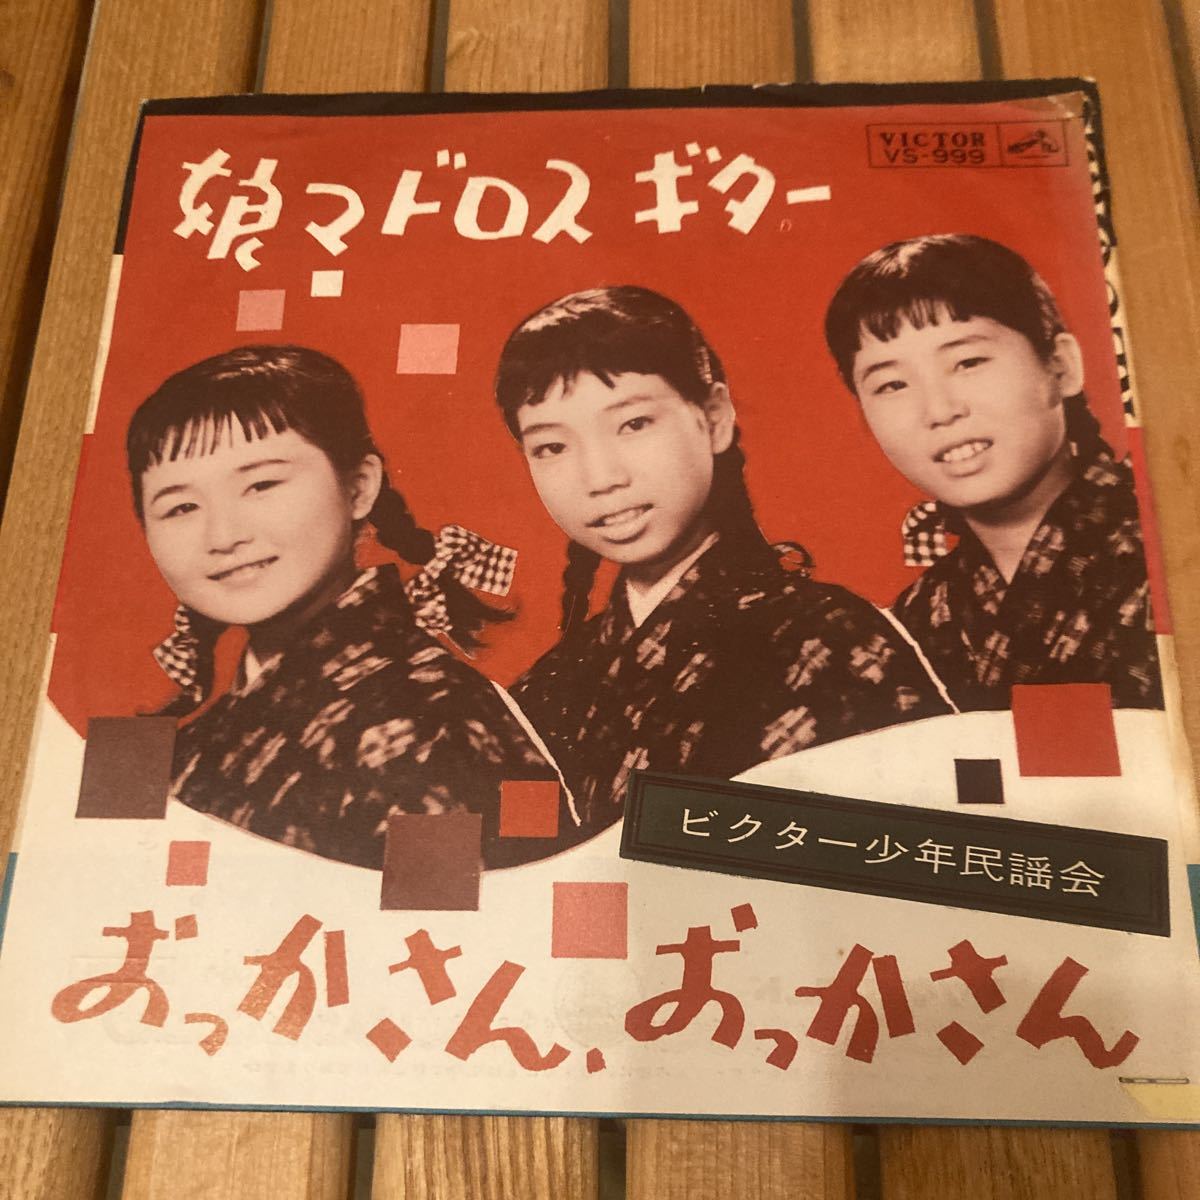 VICTOR
VS-999
娘マドロス ギター
ビクター少年民謡会
おっかさん、おっかさん